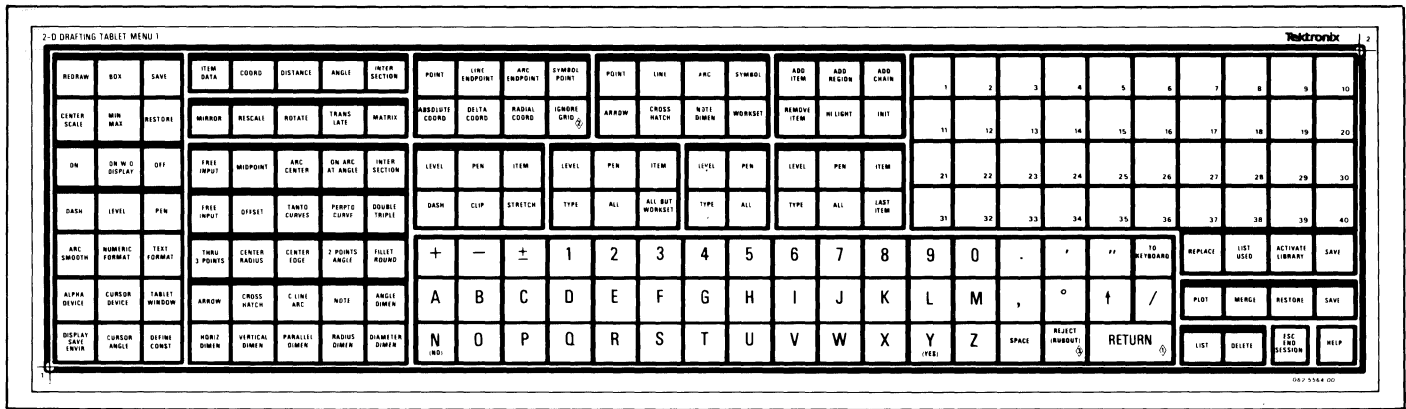 2-D DRAFTING TABLET MENU 1
Tektronix
2
REDRAW
BOX
SAVE
ITEM DATA
COORD
DISTANCE
ANGLE
INTER SECTION
POINT
LINE ENDPOINT
ARC ENDPOINT
SYMBOL POINT
POINT
LINE
ARC
SYMBOL
ADD ITEM
ADD REGION
ADD CHAIN
1
2
3
4
5
6
7
8
9
10
CENTER SCALE
MIN MAX
RESTORE
MIRROR
RESCALE
ROTATE
TRANS LATE
MATRIX
ABSOLUTE COORD
DELTA COORD
RADIAL COORD
IGNORE GRID 2
ARROW
CROSS HATCH
NOTE DIMEN
WORKSET
REMOVE ITEM
HI LIGHT
INIT
11
12
13
14
15
16
17
18
19
20
ON
ON W O DISPLAY
OFF
FREE INPUT
MIDPOINT
ARC CENTER
ON ARC AT ANGLE
INTER SECTION
LEVEL
PEN
ITEM
LEVEL
PEN
ITEM
LEVEL
PEN
LEVEL
PEN
ITEM
21
22
23
24
25
26
27
28
29
30
DASH
LEVEL
PEN
FREE INPUT
OFFSET
TANTO CURVES
PERPTO CURVE
DOUBLE TRIPLE
DASH
CLIP
STRETCH
TYPE
ALL
ALL BUT WORKSET
TYPE
ALL
TYPE
ALL
LAST ITEM
31
32
33
34
35
36
37
38
39
40
ARC SMOOTH
NUMERIC FORMAT
TEXT FORMAT
THRU 3 POINTS
CENTER RADIUS
CENTER EDGE
2 POINTS ANGLE
FILLET ROUND
+
—
±
1
2
3
4
5
6
7
8
9
0
.
'
"
TO KEYBOARD
REPLACE
LIST USED
ACTIVATE LIBRARY
SAVE
ALPHA DEVICE
CURSOR DEVICE
TABLET WINDOW
ARROW
CROSS HATCH
C LINE ARC
NOTE
ANGLE DIMEN
A
B
C
D
E
F
G
H
I
J
K
L
M
,
°
↑
/
PLOT
MERGE
RESTORE
SAVE
DISPLAY SAVE ENVIR
CURSOR ANGLE
DEFINE CONST
HORIZ DIMEN
VERTICAL DIMEN
PARALLEL DIMEN
RADIUS DIMEN
DIAMETER DIMEN
N (NO)
O
P
Q
R
S
T
U
V
W
X
Y (YES)
Z
SPACE
REJECT (RUBOUT)
RETURN
LIST
DELETE
ESC END SESSION
HELP
1
062 5564 00